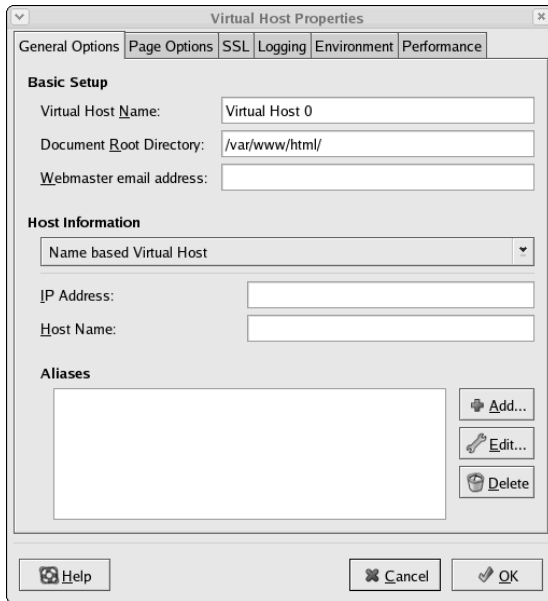 Virtual Host Properties
General Options Page Options SSL Logging Environment Performance
Basic Setup
Virtual Host Name: Virtual Host 0
Document Root Directory: /var/www/html/
Webmaster email address:
Host Information
Name based Virtual Host
IP Address:
Host Name:
Aliases
Add...
Edit...
Delete
Help Cancel OK